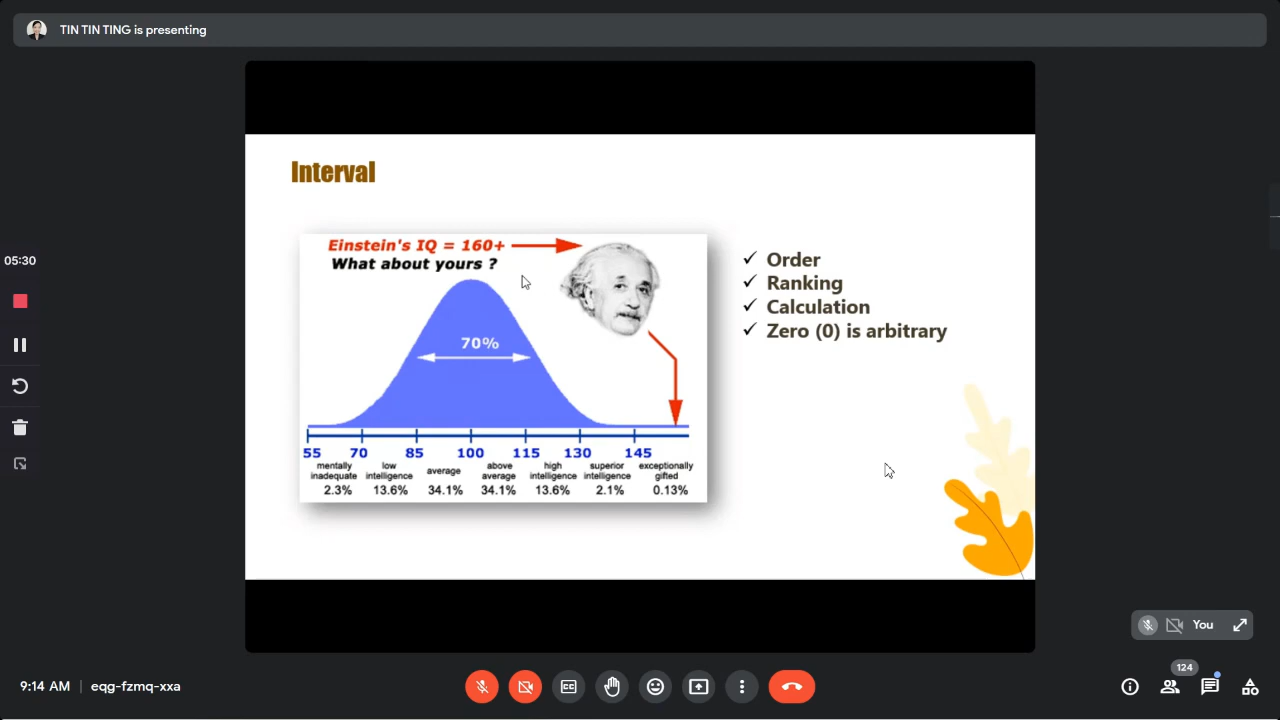 TIN TIN TING is presenting
Interval
Einstein's IQ = 160+
What about yours ?
70%
55 70 85 100 115 130 145
mentally inadequate
2.3%
low intelligence
13.6%
average
34.1%
above average
34.1%
high intelligence
13.6%
superior intelligence
2.1%
exceptionally gifted
0.13%
Order
Ranking
Calculation
Zero (0) is arbitrary
05:30
You
124
9:14 AM | eqg-fzmq-xxa